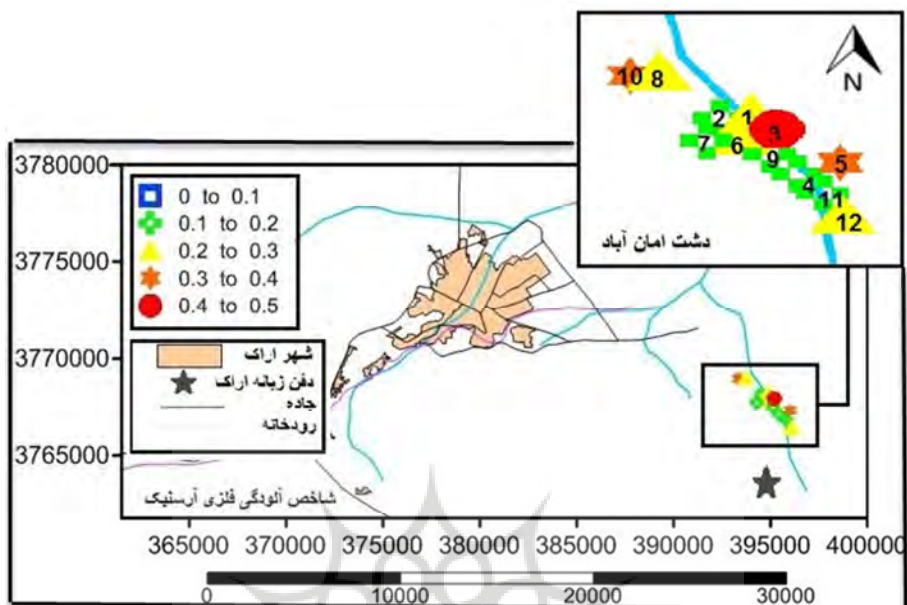 10
8
2
1
9
7
6
9
5
4
11
12
N
دشت امان آباد
3780000
3775000
3770000
3765000
0 to 0.1
0.1 to 0.2
0.2 to 0.3
0.3 to 0.4
0.4 to 0.5
شهر اراک
دفن زباله اراک
جاده
رودخانه
شاخص آلودگی فلزی آرسنیک
365000 370000 375000 380000 385000 390000 395000 400000
0 10000 20000 30000